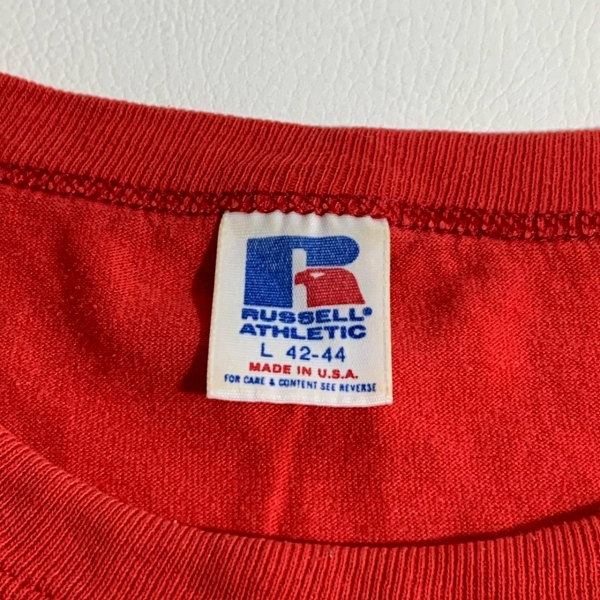 RUSSELL®
ATHLETIC
L 42-44
MADE IN U.S.A.
FOR CARE & CONTENT SEE REVERSE